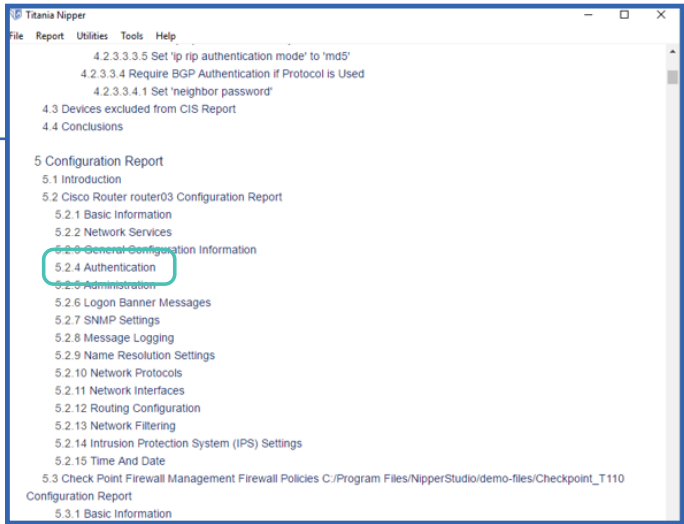 Titania Nipper
File Report Utilities Tools Help
4.2.3.3.3.5 Set 'ip rip authentication mode' to 'md5'
4.2.3.3.4 Require BGP Authentication if Protocol is Used
4.2.3.3.4.1 Set 'neighbor password'
4.3 Devices excluded from CIS Report
4.4 Conclusions
5 Configuration Report
5.1 Introduction
5.2 Cisco Router router03 Configuration Report
5.2.1 Basic Information
5.2.2 Network Services
5.2.3 General Configuration Information
5.2.4 Authentication
5.2.5 Administration
5.2.6 Logon Banner Messages
5.2.7 SNMP Settings
5.2.8 Message Logging
5.2.9 Name Resolution Settings
5.2.10 Network Protocols
5.2.11 Network Interfaces
5.2.12 Routing Configuration
5.2.13 Network Filtering
5.2.14 Intrusion Protection System (IPS) Settings
5.2.15 Time And Date
5.3 Check Point Firewall Management Firewall Policies C:/Program Files/NipperStudio/demo-files/Checkpoint_T110
Configuration Report
5.3.1 Basic Information